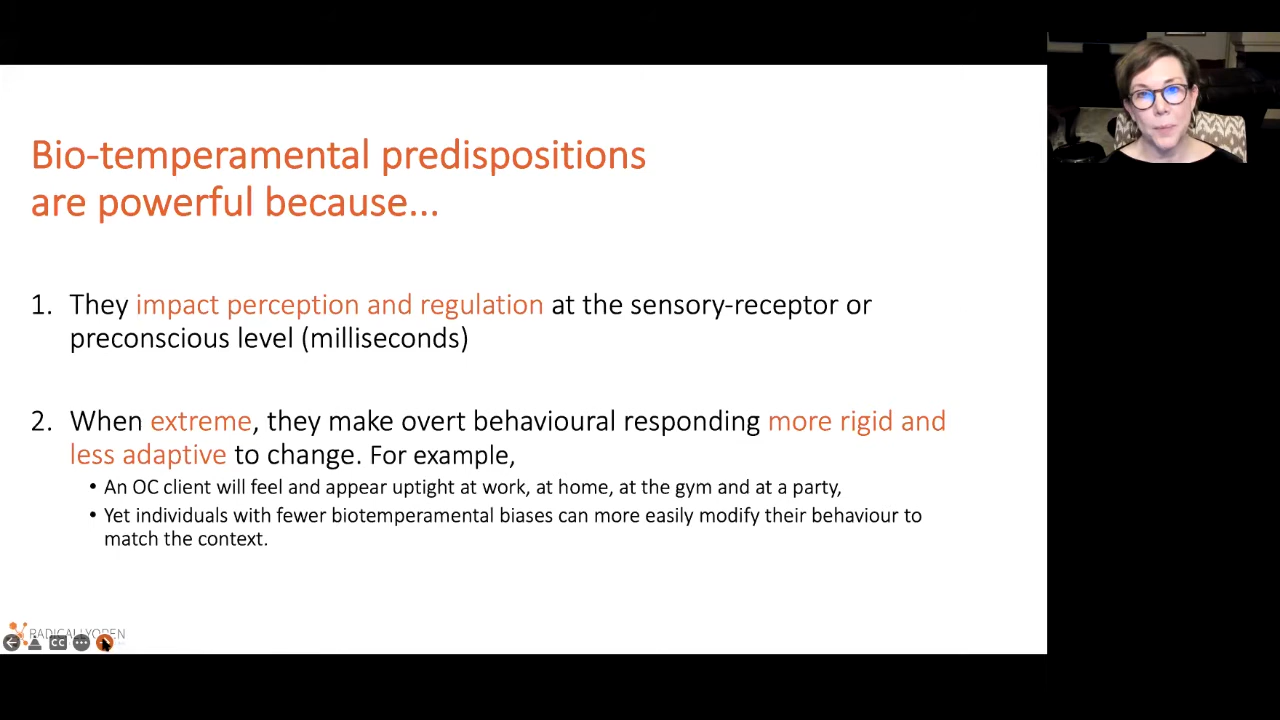 Bio-temperamental predispositions
are powerful because...
1. They impact perception and regulation at the sensory-receptor or
preconscious level (milliseconds)
2. When extreme, they make overt behavioural responding more rigid and
less adaptive to change. For example,
• An OC client will feel and appear uptight at work, at home, at the gym and at a party,
• Yet individuals with fewer biotemperamental biases can more easily modify their behaviour to
match the context.
RADICALLYOPEN
CC